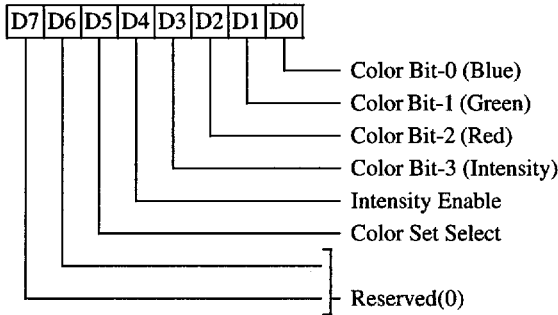 D7 D6 D5 D4 D3 D2 D1 D0
Color Bit-0 (Blue)
Color Bit-1 (Green)
Color Bit-2 (Red)
Color Bit-3 (Intensity)
Intensity Enable
Color Set Select
Reserved(0)